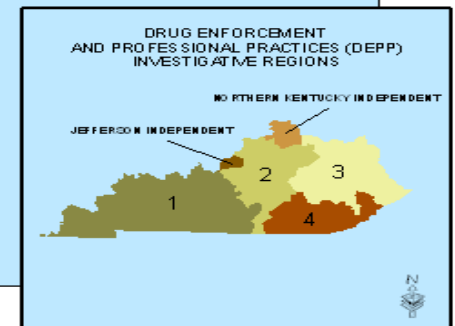 DRUG ENFORCEMENT
AND PROFESSIONAL PRACTICES (DEPP)
INVESTIGATIVE REGIONS
NORTHERN KENTUCKY INDEPENDENT
JEFFERSON INDEPENDENT
2
3
1
4
N